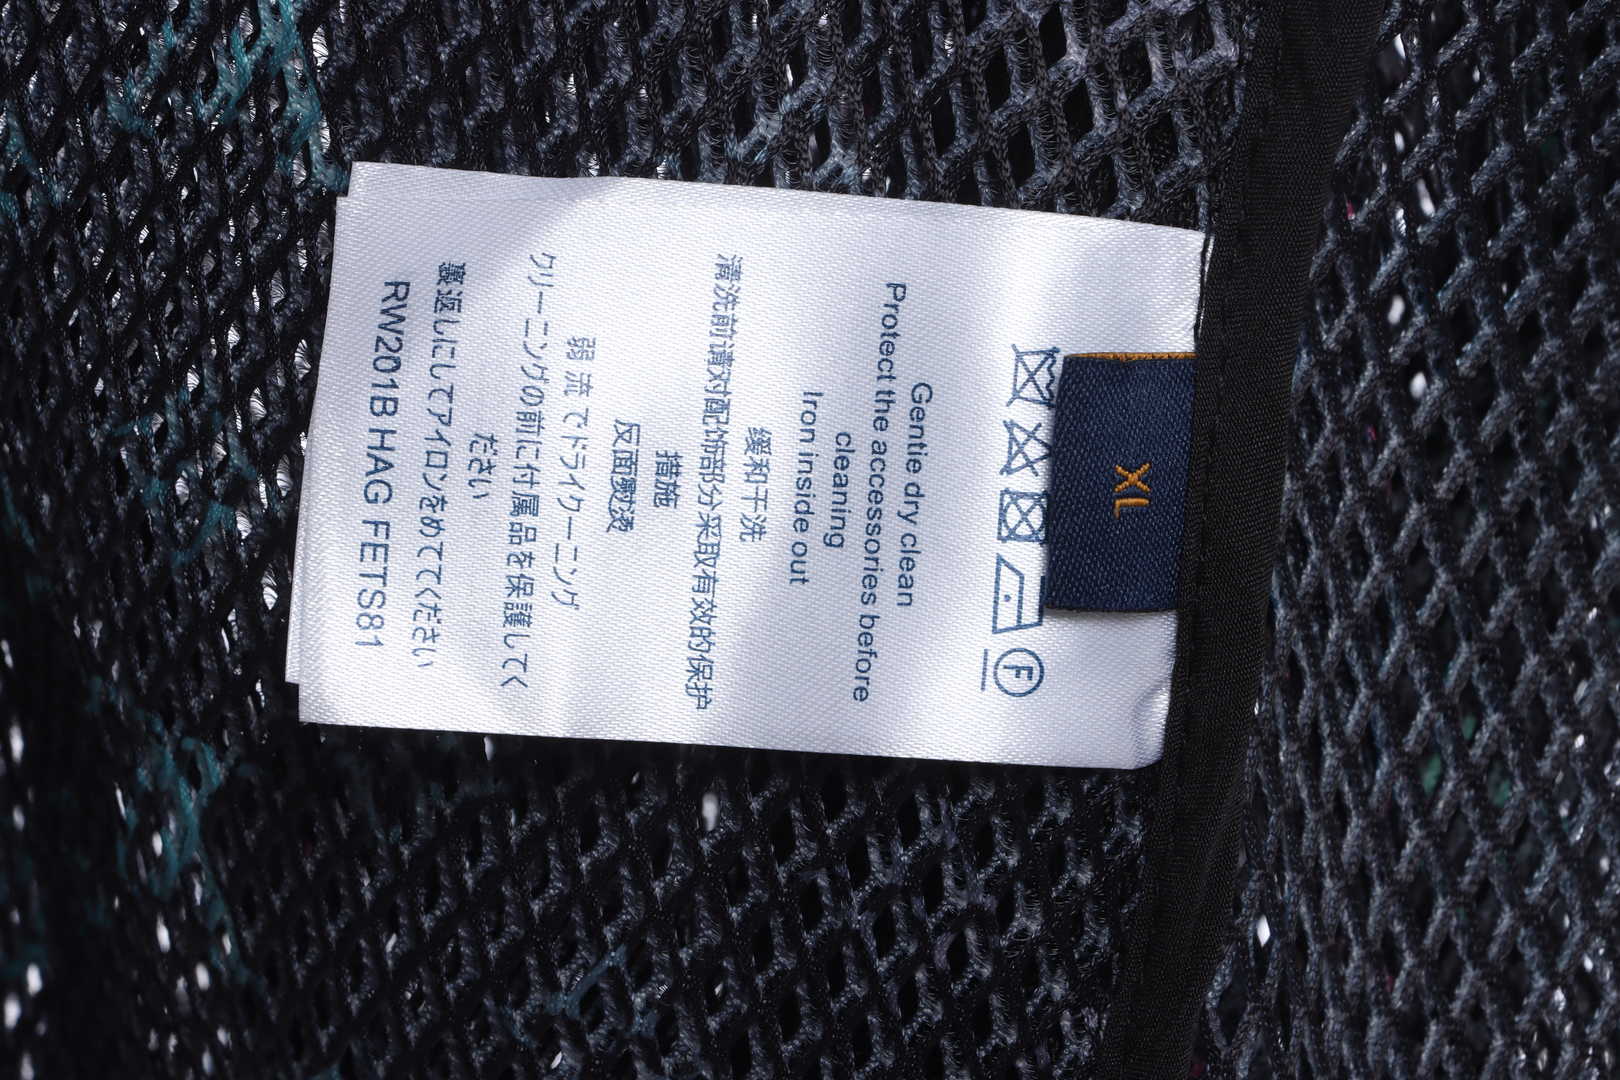 XL
F
Gentie dry clean
Protect the accessories before
cleaning
Iron inside out
缓和干洗
清洗前请对配饰部分采取有效的保护
措施
反面熨烫
弱流でドライクーニング
クリーニングの前に付属品を保護してく
ださい
裏返しにしてアイロンをめててください
RW201B HAG FETS81